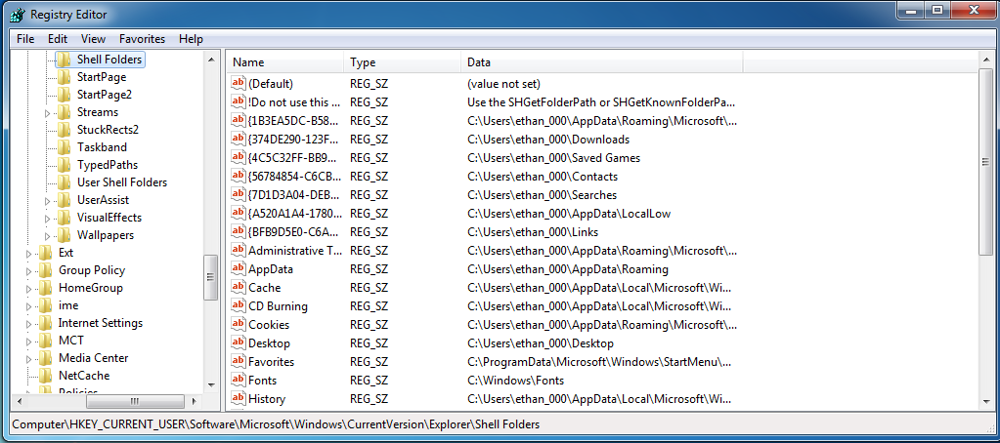 Registry Editor
File Edit View Favorites Help
Shell Folders
StartPage
StartPage2
Streams
StuckRects2
Taskband
TypedPaths
User Shell Folders
UserAssist
VisualEffects
Wallpapers
Ext
Group Policy
HomeGroup
ime
Internet Settings
MCT
Media Center
NetCache
Policies
Name Type Data
(Default) REG_SZ (value not set)
!Do not use this ... REG_SZ Use the SHGetFolderPath or SHGetKnownFolderPa...
{1B3EA5DC-B58... REG_SZ C:\Users\ethan_000\AppData\Roaming\Microsoft\...
{374DE290-123F... REG_SZ C:\Users\ethan_000\Downloads
{4C5C32FF-BB9... REG_SZ C:\Users\ethan_000\Saved Games
{56784854-C6CB... REG_SZ C:\Users\ethan_000\Contacts
{7D1D3A04-DEB... REG_SZ C:\Users\ethan_000\Searches
{A520A1A4-1780... REG_SZ C:\Users\ethan_000\AppData\LocalLow
{BFB9D5E0-C6A... REG_SZ C:\Users\ethan_000\Links
Administrative T... REG_SZ C:\Users\ethan_000\AppData\Roaming\Microsoft\...
AppData REG_SZ C:\Users\ethan_000\AppData\Roaming
Cache REG_SZ C:\Users\ethan_000\AppData\Local\Microsoft\Wi...
CD Burning REG_SZ C:\Users\ethan_000\AppData\Local\Microsoft\Wi...
Cookies REG_SZ C:\Users\ethan_000\AppData\Roaming\Microsoft\...
Desktop REG_SZ C:\Users\ethan_000\Desktop
Favorites REG_SZ C:\ProgramData\Microsoft\Windows\StartMenu\...
Fonts REG_SZ C:\Windows\Fonts
History REG_SZ C:\Users\ethan_000\AppData\Local\Microsoft\Wi...
Computer\HKEY_CURRENT_USER\Software\Microsoft\Windows\CurrentVersion\Explorer\Shell Folders